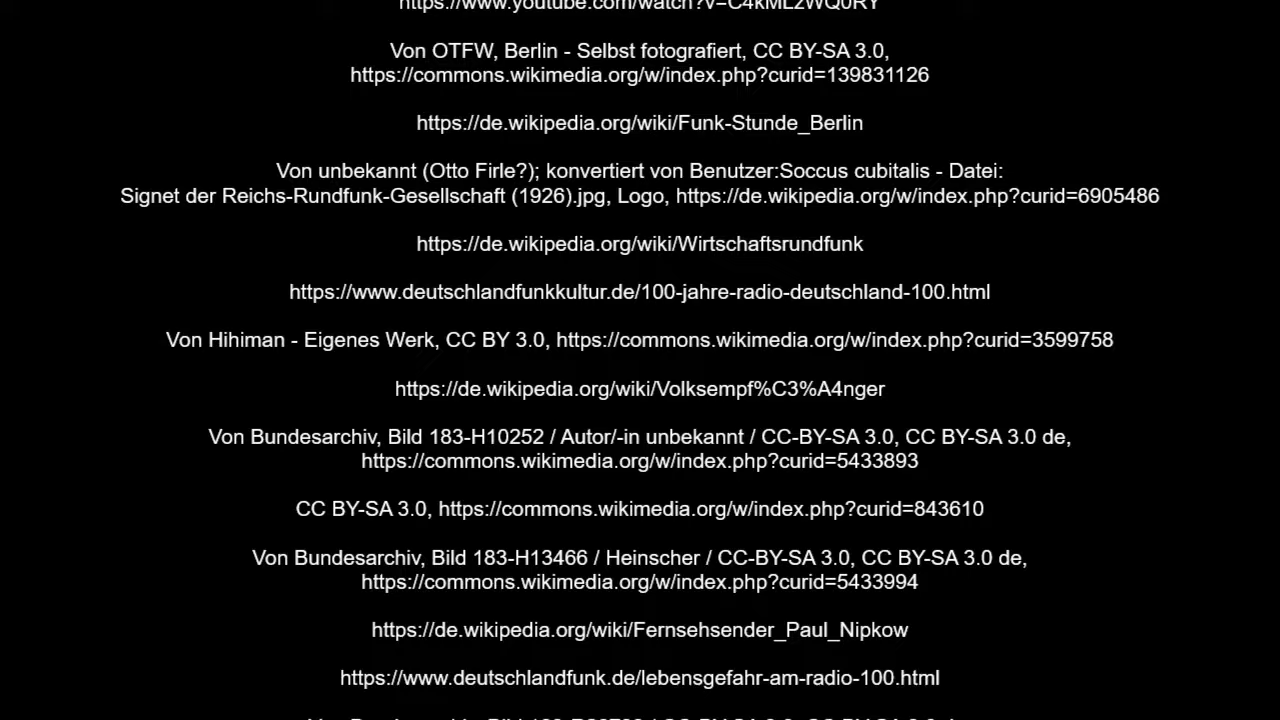 https://www.youtube.com/watch?v=C4kMLzWQ0RY
Von OTFW, Berlin - Selbst fotografiert, CC BY-SA 3.0,
https://commons.wikimedia.org/w/index.php?curid=139831126
https://de.wikipedia.org/wiki/Funk-Stunde_Berlin
Von unbekannt (Otto Firle?); konvertiert von Benutzer:Soccus cubitalis - Datei:
Signet der Reichs-Rundfunk-Gesellschaft (1926).jpg, Logo, https://de.wikipedia.org/w/index.php?curid=6905486
https://de.wikipedia.org/wiki/Wirtschaftsrundfunk
https://www.deutschlandfunkkultur.de/100-jahre-radio-deutschland-100.html
Von Hihiman - Eigenes Werk, CC BY 3.0, https://commons.wikimedia.org/w/index.php?curid=3599758
https://de.wikipedia.org/wiki/Volksempf%C3%A4nger
Von Bundesarchiv, Bild 183-H10252 / Autor/-in unbekannt / CC-BY-SA 3.0, CC BY-SA 3.0 de,
https://commons.wikimedia.org/w/index.php?curid=5433893
CC BY-SA 3.0, https://commons.wikimedia.org/w/index.php?curid=843610
Von Bundesarchiv, Bild 183-H13466 / Heinscher / CC-BY-SA 3.0, CC BY-SA 3.0 de,
https://commons.wikimedia.org/w/index.php?curid=5433994
https://de.wikipedia.org/wiki/Fernsehsender_Paul_Nipkow
https://www.deutschlandfunk.de/lebensgefahr-am-radio-100.html